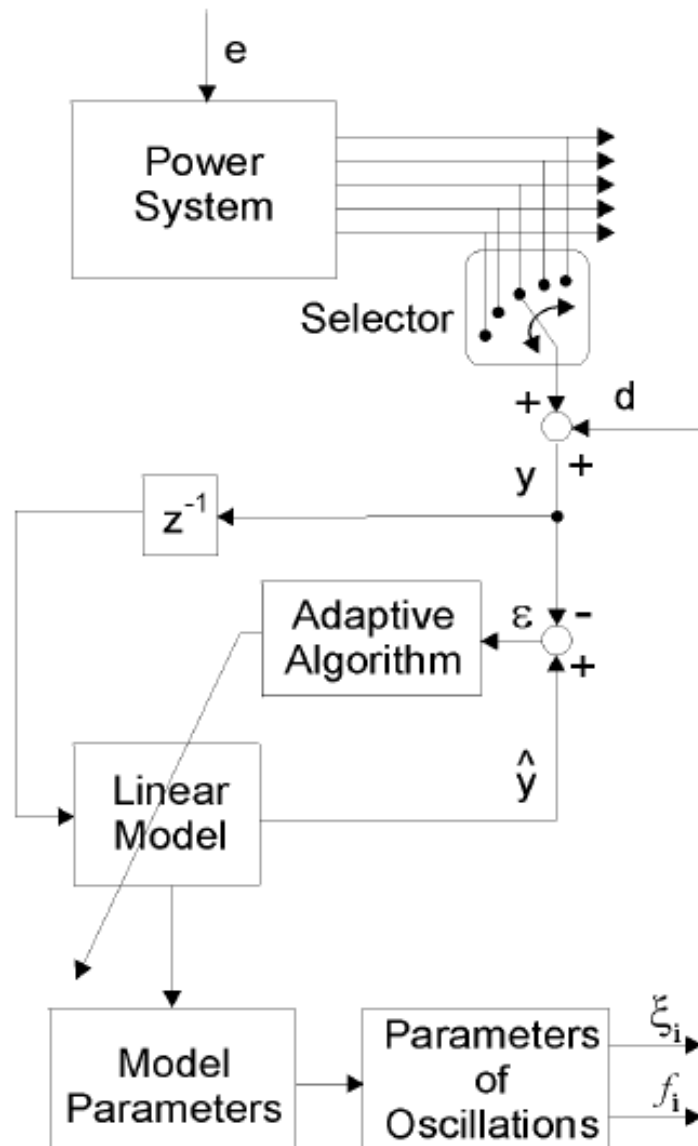 e
Power
System
Selector
+
d
y
+
z⁻¹
Adaptive
Algorithm
ε
-
+
Linear
Model
ŷ
Model
Parameters
Parameters
of
Oscillations
ξᵢ
fᵢ